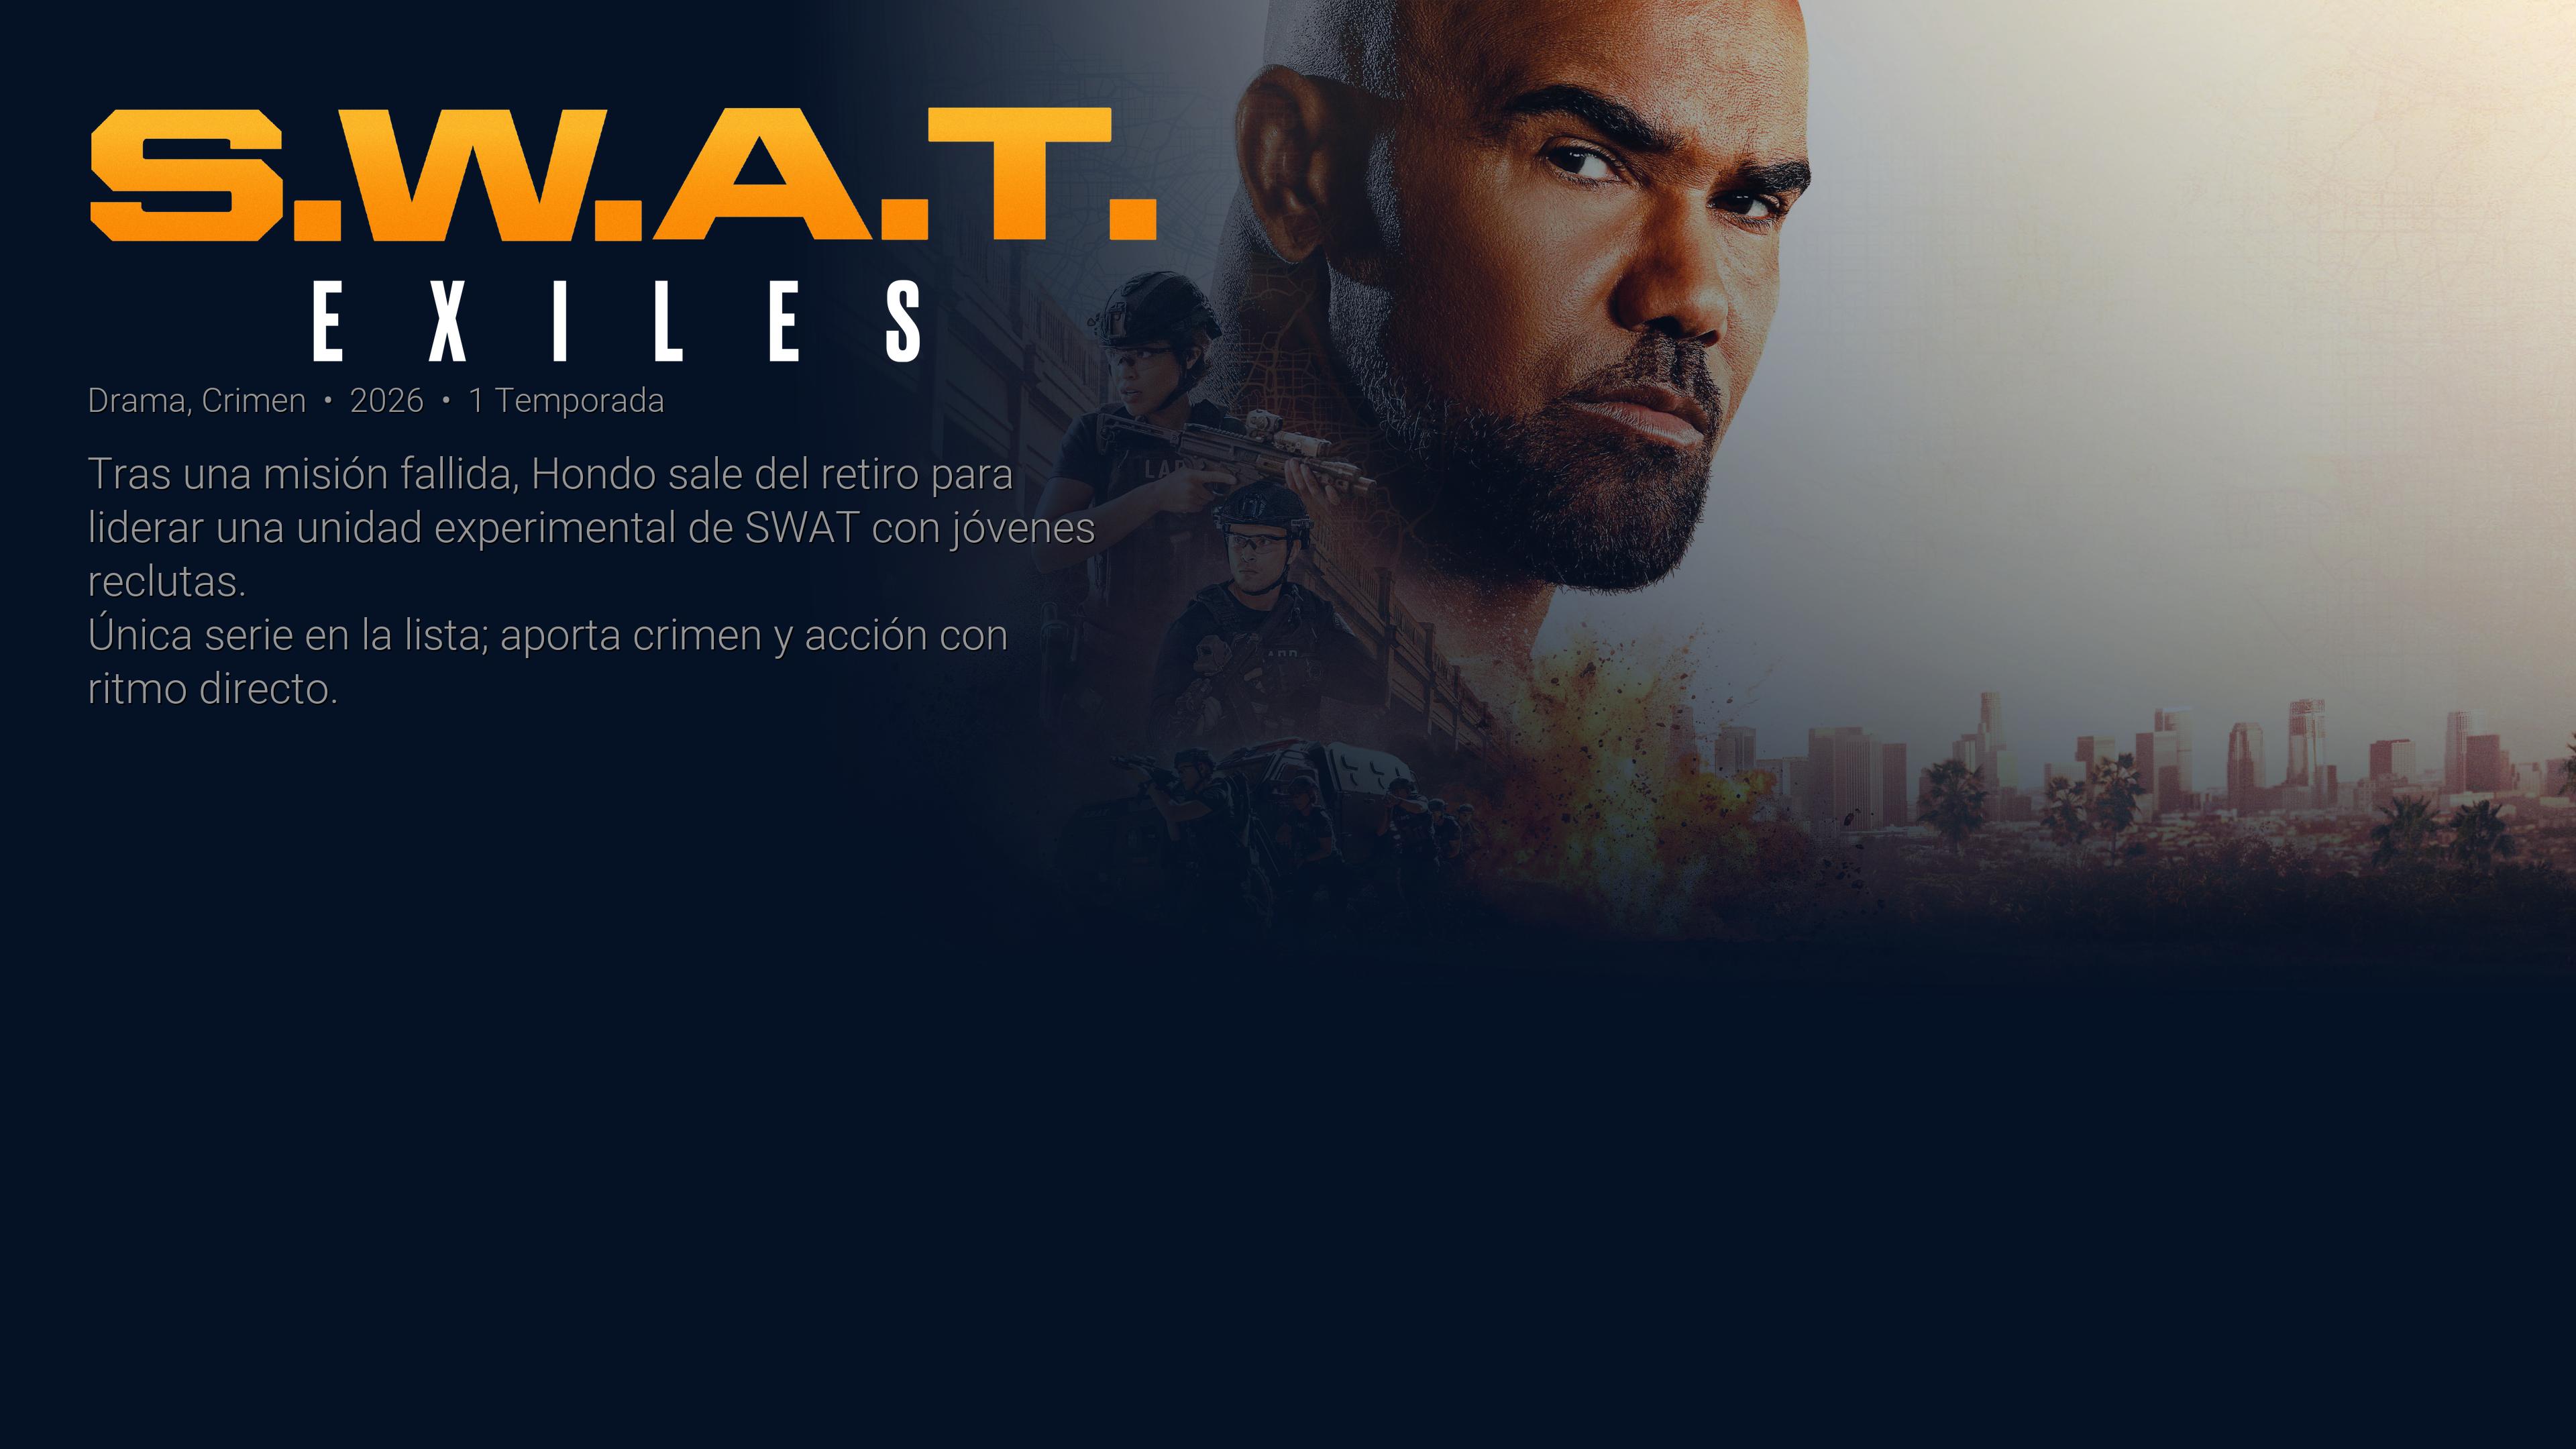 S.W.A.T.
EXILES
Drama, Crimen • 2026 • 1 Temporada
Tras una misión fallida, Hondo sale del retiro para
liderar una unidad experimental de SWAT con jóvenes
reclutas.
Única serie en la lista; aporta crimen y acción con
ritmo directo.